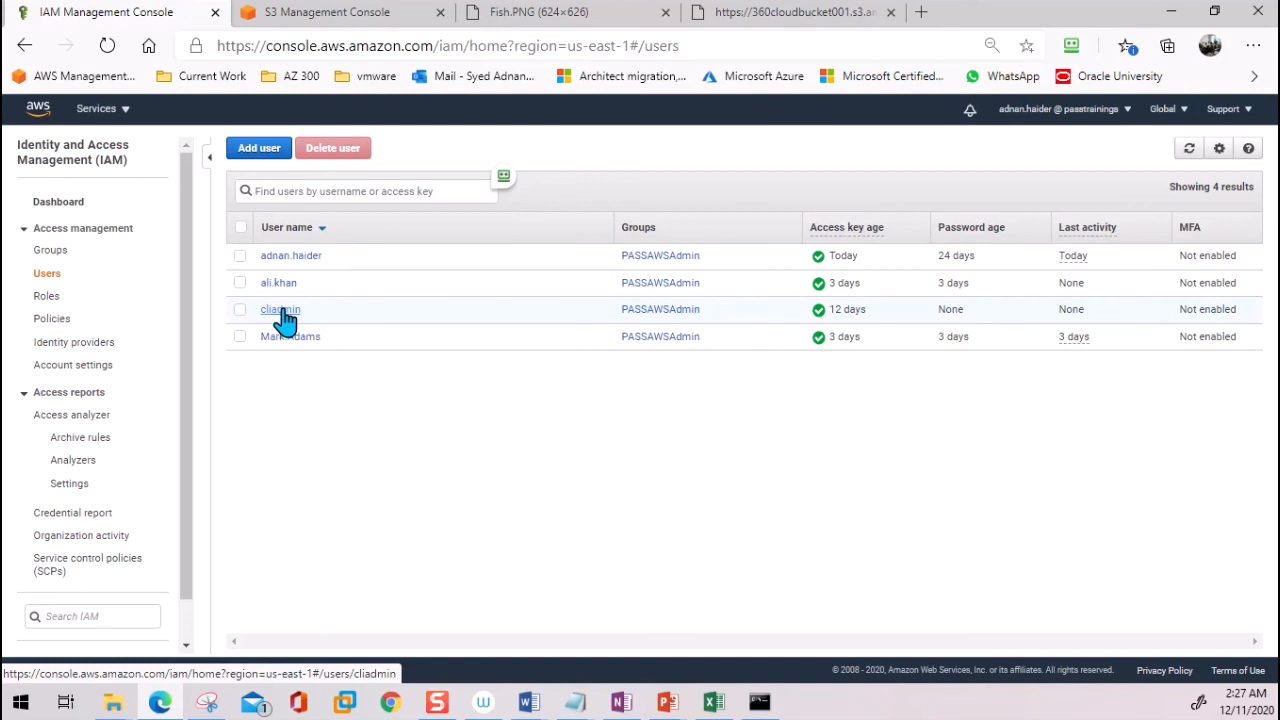 IAM Management Console
S3 Management Console
Fish.PNG (624×626)
https://360cloudbucket001.s3.an
https://console.aws.amazon.com/iam/home?region=us-east-1#/users
AWS Management...
Current Work
AZ 300
vmware
Mail - Syed Adnan...
Architect migration,...
Microsoft Azure
Microsoft Certified...
WhatsApp
Oracle University
aws
Services
adnan.haider @ passtrainings
Global
Support
Identity and Access
Management (IAM)
Dashboard
Access management
Groups
Users
Roles
Policies
Identity providers
Account settings
Access reports
Access analyzer
Archive rules
Analyzers
Settings
Credential report
Organization activity
Service control policies
(SCPs)
Search IAM
Add user
Delete user
Find users by username or access key
Showing 4 results
User name Groups Access key age Password age Last activity MFA
adnan.haider PASSAWSAdmin Today 24 days Today Not enabled
ali.khan PASSAWSAdmin 3 days 3 days None Not enabled
cliadmin PASSAWSAdmin 12 days None None Not enabled
Mark.Adams PASSAWSAdmin 3 days 3 days 3 days Not enabled
https://console.aws.amazon.com/iam/home?region=us-east-1#/users/cliadmin
© 2008 - 2020, Amazon Web Services, Inc. or its affiliates. All rights reserved.
Privacy Policy
Terms of Use
2:27 AM
12/11/2020